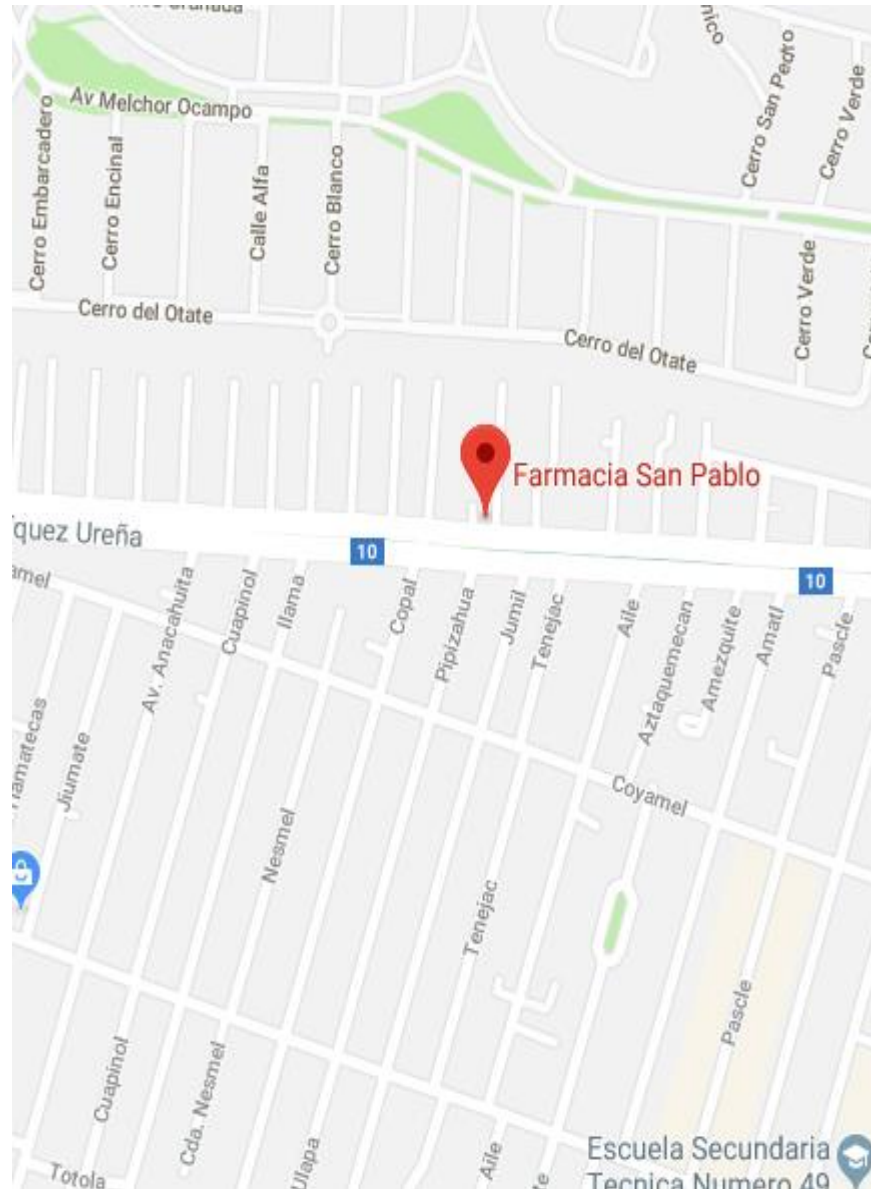 Av Melchor Ocampo
Cerro Embarcadero
Cerro Encinal
Calle Alfa
Cerro Blanco
Cerro San Pedro
Cerro Verde
Cerro Verde
Cerro del Otate
Cerro del Otate
Farmacia San Pablo
quez Ureña
10
10
amel
Av. Anacahuita
Cuapinol
Ilama
Copal
Pipizahua
Jumil
Tenejac
Aile
Aztaquemecan
Amezquite
Amatl
Pascle
Jiumate
Coyamel
Nesmel
Tenejac
Pascle
Cuapinol
Cda. Nesmel
Ulapa
Aile
Totola
Escuela Secundaria
Tecnica Numero 49